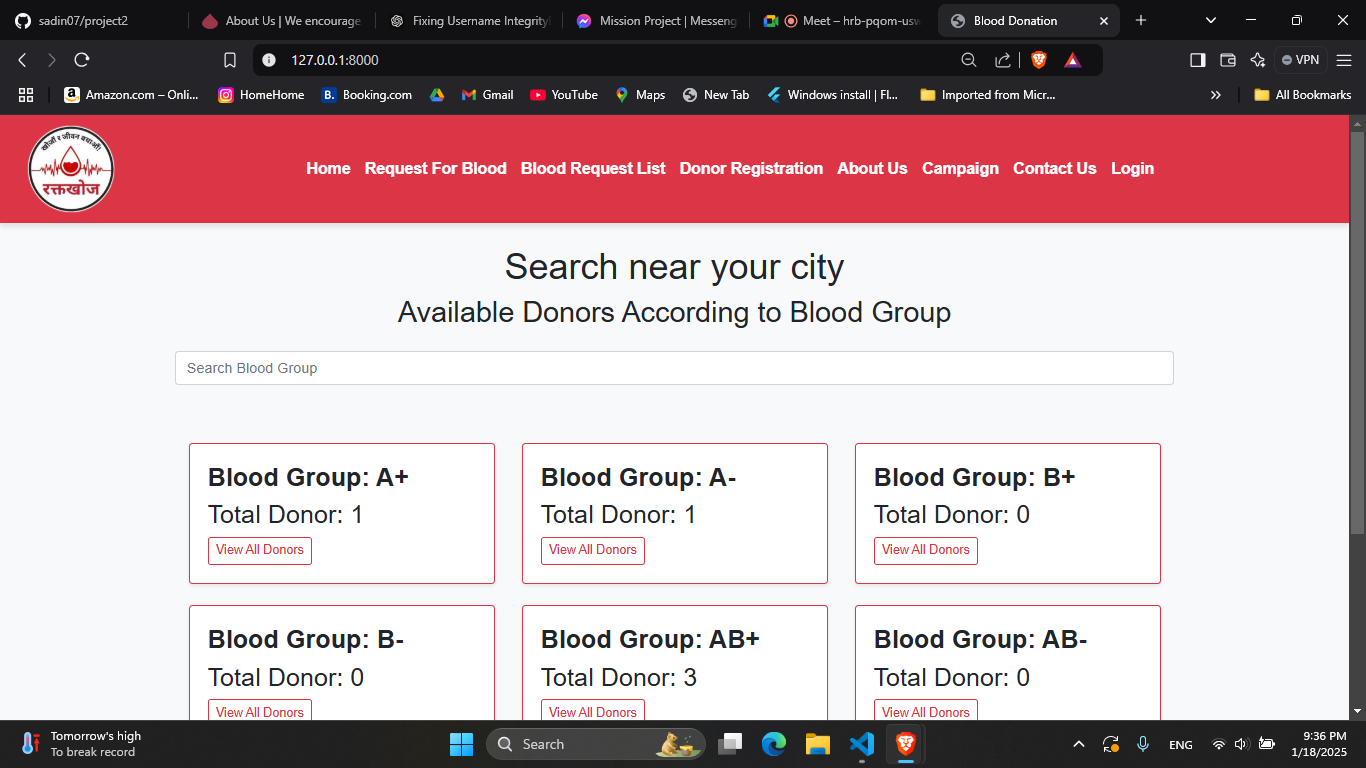 sadin07/project2
About Us | We encourage
Fixing Username Integrity
Mission Project | Messeng
Meet – hrb-pqom-usw
Blood Donation
127.0.0.1:8000
VPN
Amazon.com – Onli...
HomeHome
Booking.com
Gmail
YouTube
Maps
New Tab
Windows install | Fl...
Imported from Micr...
All Bookmarks
खोजौं र जीवन बचाऔं!
रक्तखोज
Home
Request For Blood
Blood Request List
Donor Registration
About Us
Campaign
Contact Us
Login
Search near your city
Available Donors According to Blood Group
Search Blood Group
Blood Group: A+
Total Donor: 1
View All Donors
Blood Group: A-
Total Donor: 1
View All Donors
Blood Group: B+
Total Donor: 0
View All Donors
Blood Group: B-
Total Donor: 0
View All Donors
Blood Group: AB+
Total Donor: 3
View All Donors
Blood Group: AB-
Total Donor: 0
View All Donors
Tomorrow's high
To break record
Search
ENG
9:36 PM
1/18/2025